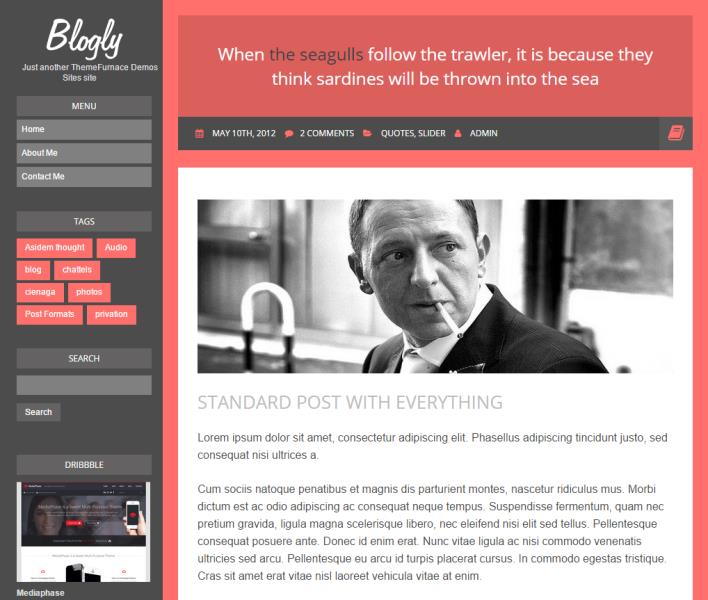 Blogly
Just another ThemeFurnace Demos
Sites site
MENU
Home
About Me
Contact Me
TAGS
Asidem thought
Audio
blog
chattels
cienaga
photos
Post Formats
privation
SEARCH
Search
DRIBBBLE
Mediaphase
When the seagulls follow the trawler, it is because they
think sardines will be thrown into the sea
MAY 10TH, 2012
2 COMMENTS
QUOTES, SLIDER
ADMIN
STANDARD POST WITH EVERYTHING
Lorem ipsum dolor sit amet, consectetur adipiscing elit. Phasellus adipiscing tincidunt justo, sed
consequat nisi ultrices a.
Cum sociis natoque penatibus et magnis dis parturient montes, nascetur ridiculus mus. Morbi
dictum est ac odio adipiscing ac consequat neque tempus. Suspendisse fermentum, quam nec
pretium gravida, ligula magna scelerisque libero, nec eleifend nisi elit sed tellus. Pellentesque
consequat posuere ante. Donec id enim erat. Nunc vitae ligula ac nisi commodo venenatis
ultricies sed arcu. Pellentesque eu arcu id turpis placerat cursus. In commodo egestas tristique.
Cras sit amet erat vitae nisl laoreet vehicula vitae at enim.